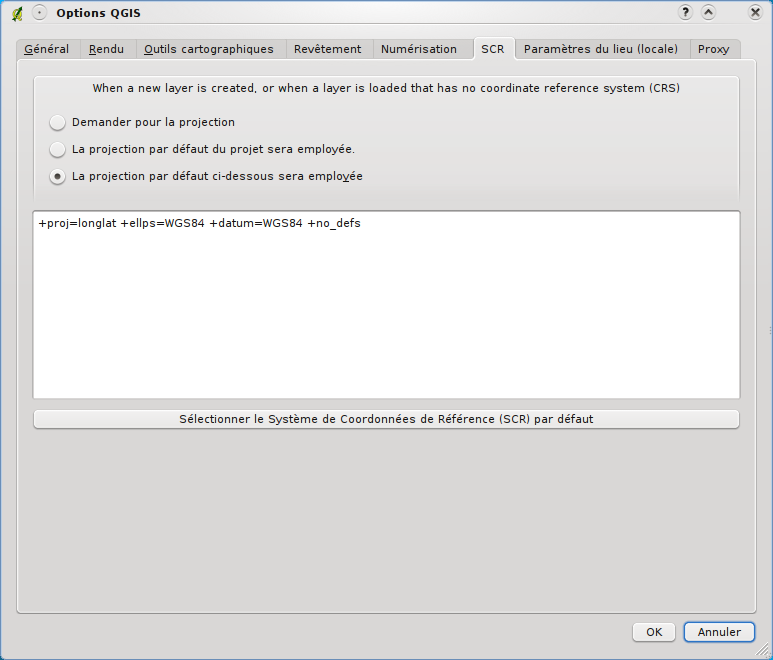 Options QGIS
?
Général Rendu Outils cartographiques Revêtement Numérisation SCR Paramètres du lieu (locale) Proxy
When a new layer is created, or when a layer is loaded that has no coordinate reference system (CRS)
Demander pour la projection
La projection par défaut du projet sera employée.
La projection par défaut ci-dessous sera employée
+proj=longlat +ellps=WGS84 +datum=WGS84 +no_defs
Sélectionner le Système de Coordonnées de Référence (SCR) par défaut
OK Annuler